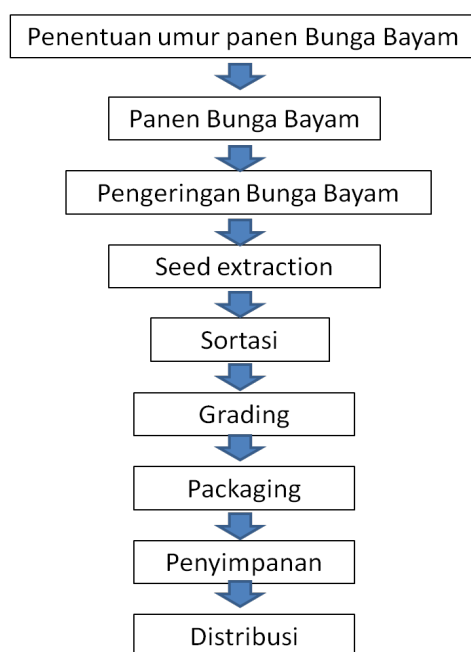 Penentuan umur panen Bunga Bayam
Panen Bunga Bayam
Pengeringan Bunga Bayam
Seed extraction
Sortasi
Grading
Packaging
Penyimpanan
Distribusi